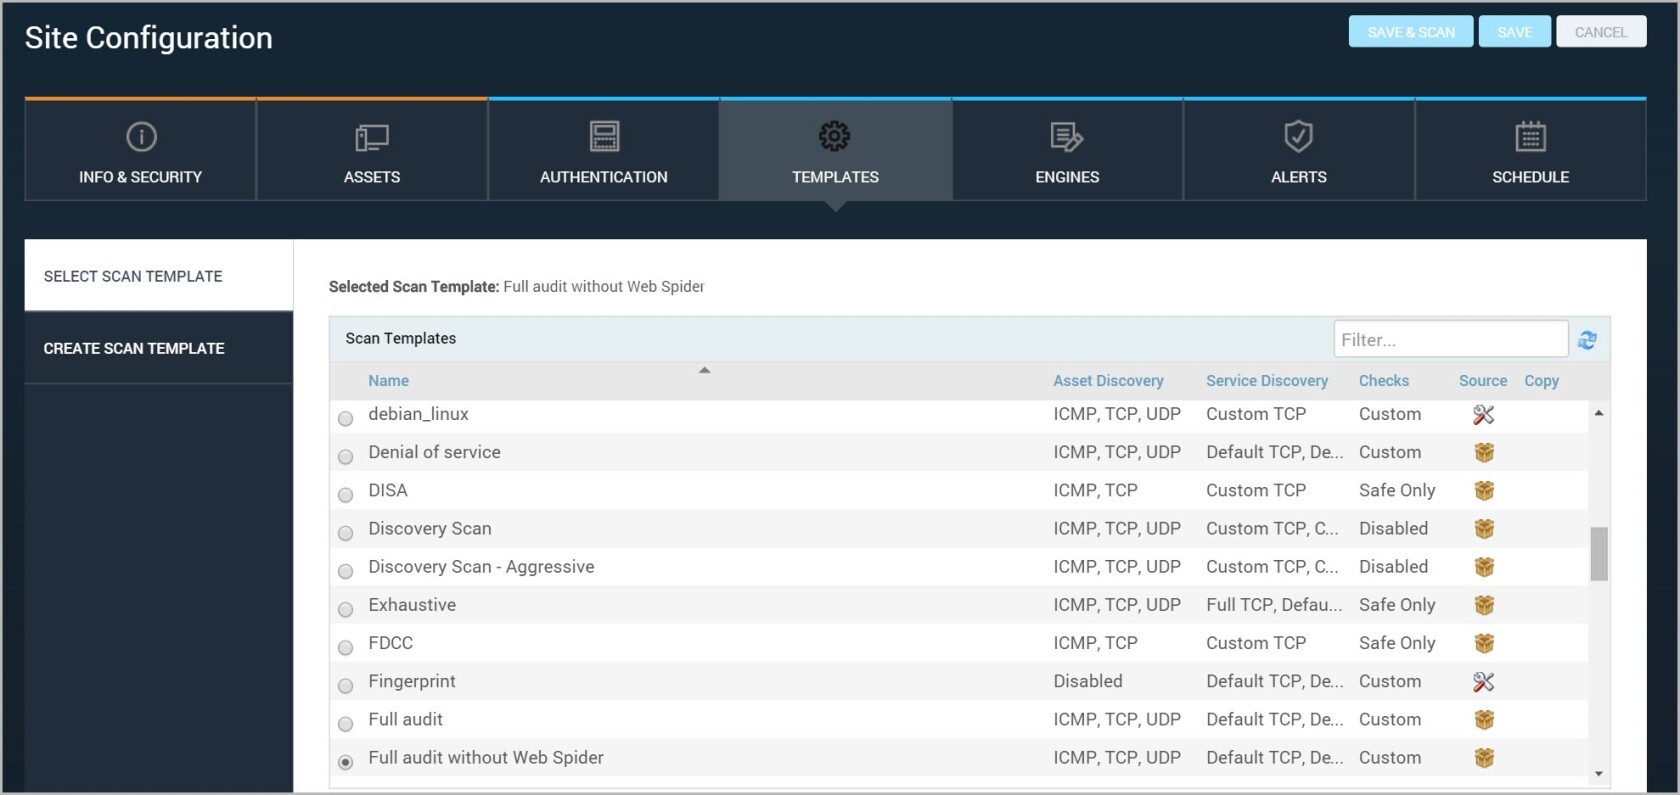 Site Configuration
SAVE & SCAN SAVE CANCEL
INFO & SECURITY ASSETS AUTHENTICATION TEMPLATES ENGINES ALERTS SCHEDULE
SELECT SCAN TEMPLATE
CREATE SCAN TEMPLATE
Selected Scan Template: Full audit without Web Spider
Scan Templates Filter...
Name Asset Discovery Service Discovery Checks Source Copy
debian_linux ICMP, TCP, UDP Custom TCP Custom
Denial of service ICMP, TCP, UDP Default TCP, De... Custom
DISA ICMP, TCP Custom TCP Safe Only
Discovery Scan ICMP, TCP, UDP Custom TCP, C... Disabled
Discovery Scan - Aggressive ICMP, TCP, UDP Custom TCP, C... Disabled
Exhaustive ICMP, TCP, UDP Full TCP, Defau... Safe Only
FDCC ICMP, TCP Custom TCP Safe Only
Fingerprint Disabled Default TCP, De... Custom
Full audit ICMP, TCP, UDP Default TCP, De... Custom
Full audit without Web Spider ICMP, TCP, UDP Default TCP, De... Custom